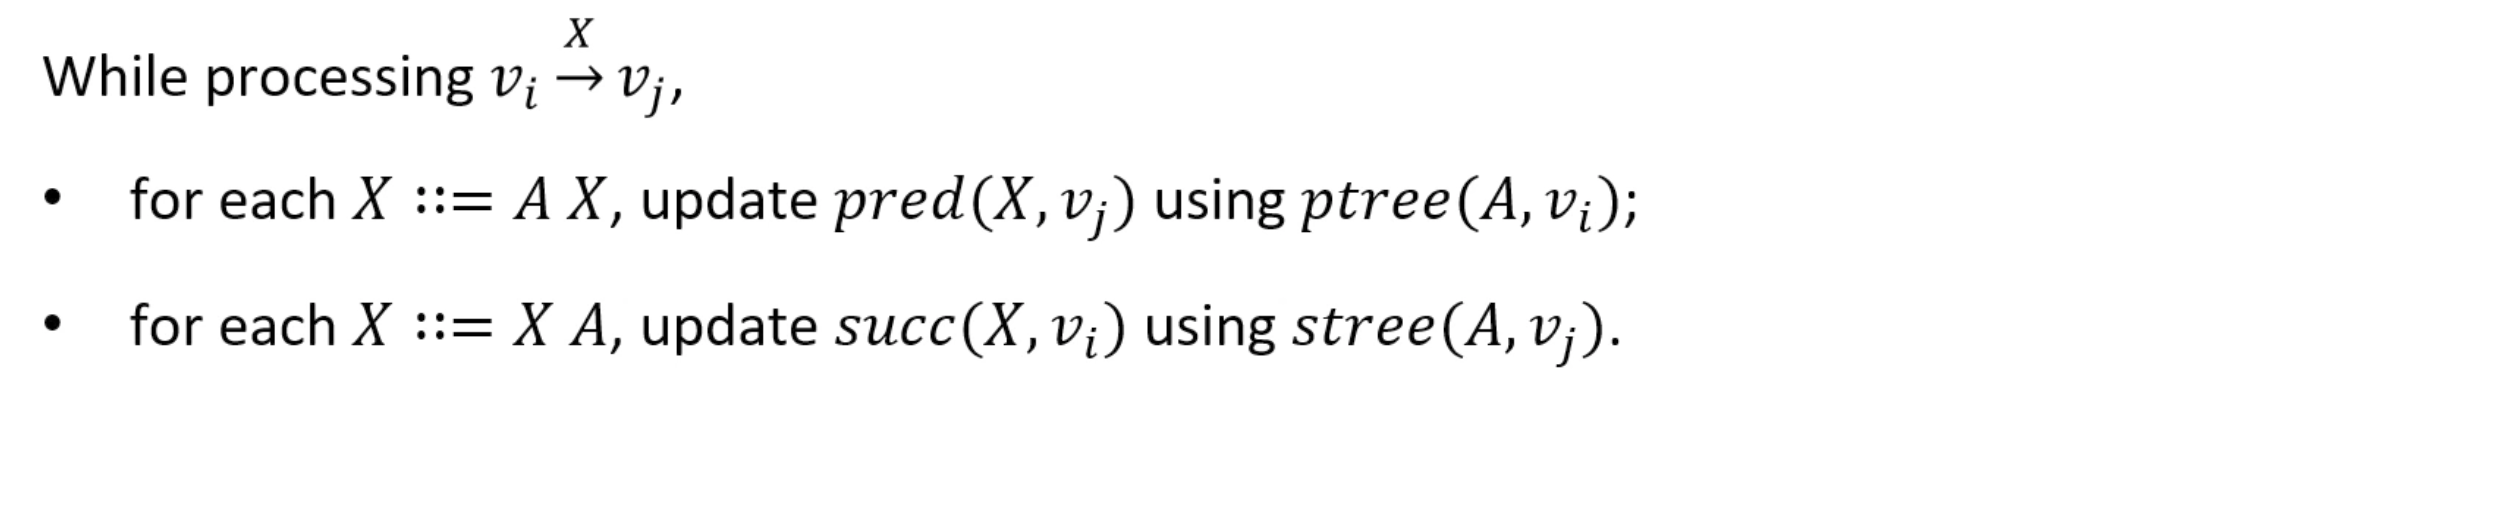 While processing $v_i \xrightarrow{X} v_j$,
• for each $X ::= A\,X$, update $pred(X, v_j)$ using $ptree(A, v_i)$;
• for each $X ::= X\,A$, update $succ(X, v_i)$ using $stree(A, v_j)$.